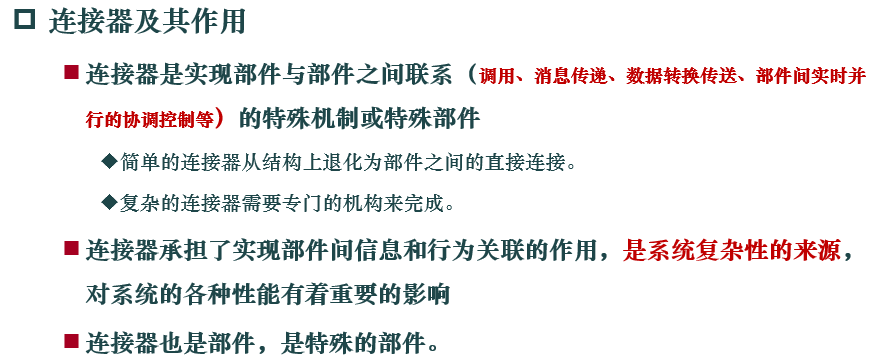 连接器及其作用
连接器是实现部件与部件之间联系（调用、消息传递、数据转换传送、部件间实时并
行的协调控制等）的特殊机制或特殊部件
◆简单的连接器从结构上退化为部件之间的直接连接。
◆复杂的连接器需要专门的机构来完成。
连接器承担了实现部件间信息和行为关联的作用，是系统复杂性的来源，
对系统的各种性能有着重要的影响
连接器也是部件，是特殊的部件。